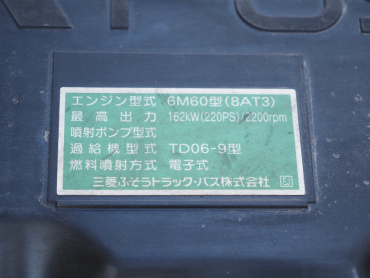 エンジン型式 6M60型(8AT3)
最高出力 162kW(220PS)/2200rpm
噴射ポンプ型式
過給機型式 TD06-9型
燃料噴射方式 電子式
三菱ふそうトラック・バス株式会社